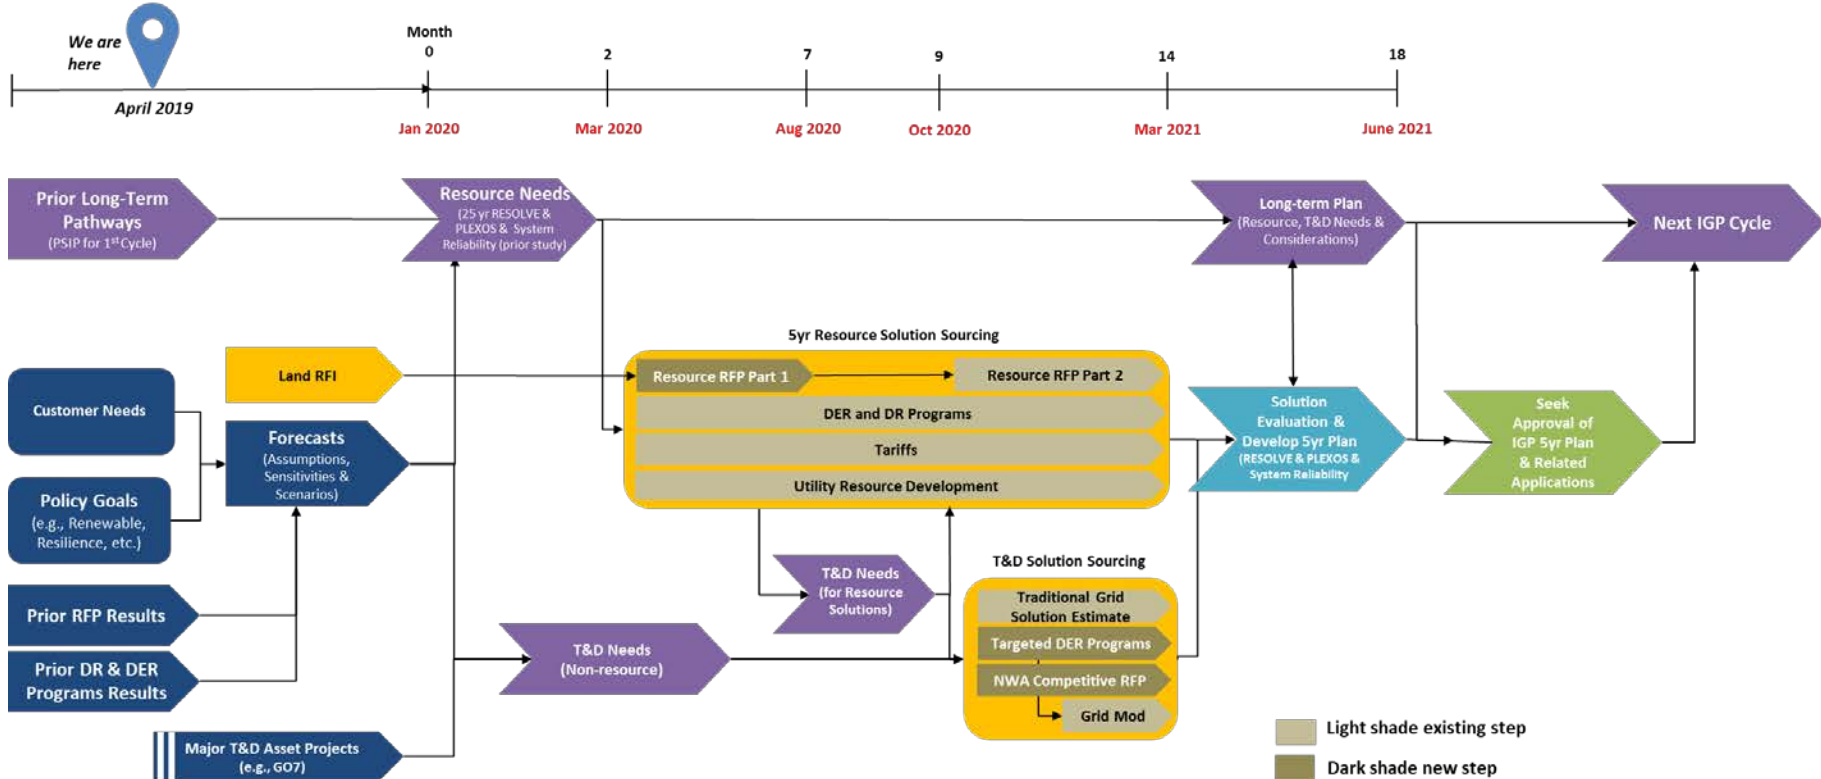 We are
here
April 2019
Month
0
2
7
9
14
18
Jan 2020
Mar 2020
Aug 2020
Oct 2020
Mar 2021
June 2021
Prior Long-Term
Pathways
(PSIP for 1st Cycle)
Resource Needs
(25 yr RESOLVE &
PLEXOS & System
Reliability (prior study)
Long-term Plan
(Resource, T&D Needs &
Considerations)
Next IGP Cycle
5yr Resource Solution Sourcing
Land RFI
Resource RFP Part 1
Resource RFP Part 2
DER and DR Programs
Tariffs
Utility Resource Development
Customer Needs
Policy Goals
(e.g., Renewable,
Resilience, etc.)
Forecasts
(Assumptions,
Sensitivities &
Scenarios)
Solution
Evaluation &
Develop 5yr Plan
(RESOLVE & PLEXOS &
System Reliability
Seek
Approval of
IGP 5yr Plan
& Related
Applications
Prior RFP Results
Prior DR & DER
Programs Results
Major T&D Asset Projects
(e.g., GO7)
T&D Needs
(Non-resource)
T&D Needs
(for Resource
Solutions)
T&D Solution Sourcing
Traditional Grid
Solution Estimate
Targeted DER Programs
NWA Competitive RFP
Grid Mod
Light shade existing step
Dark shade new step